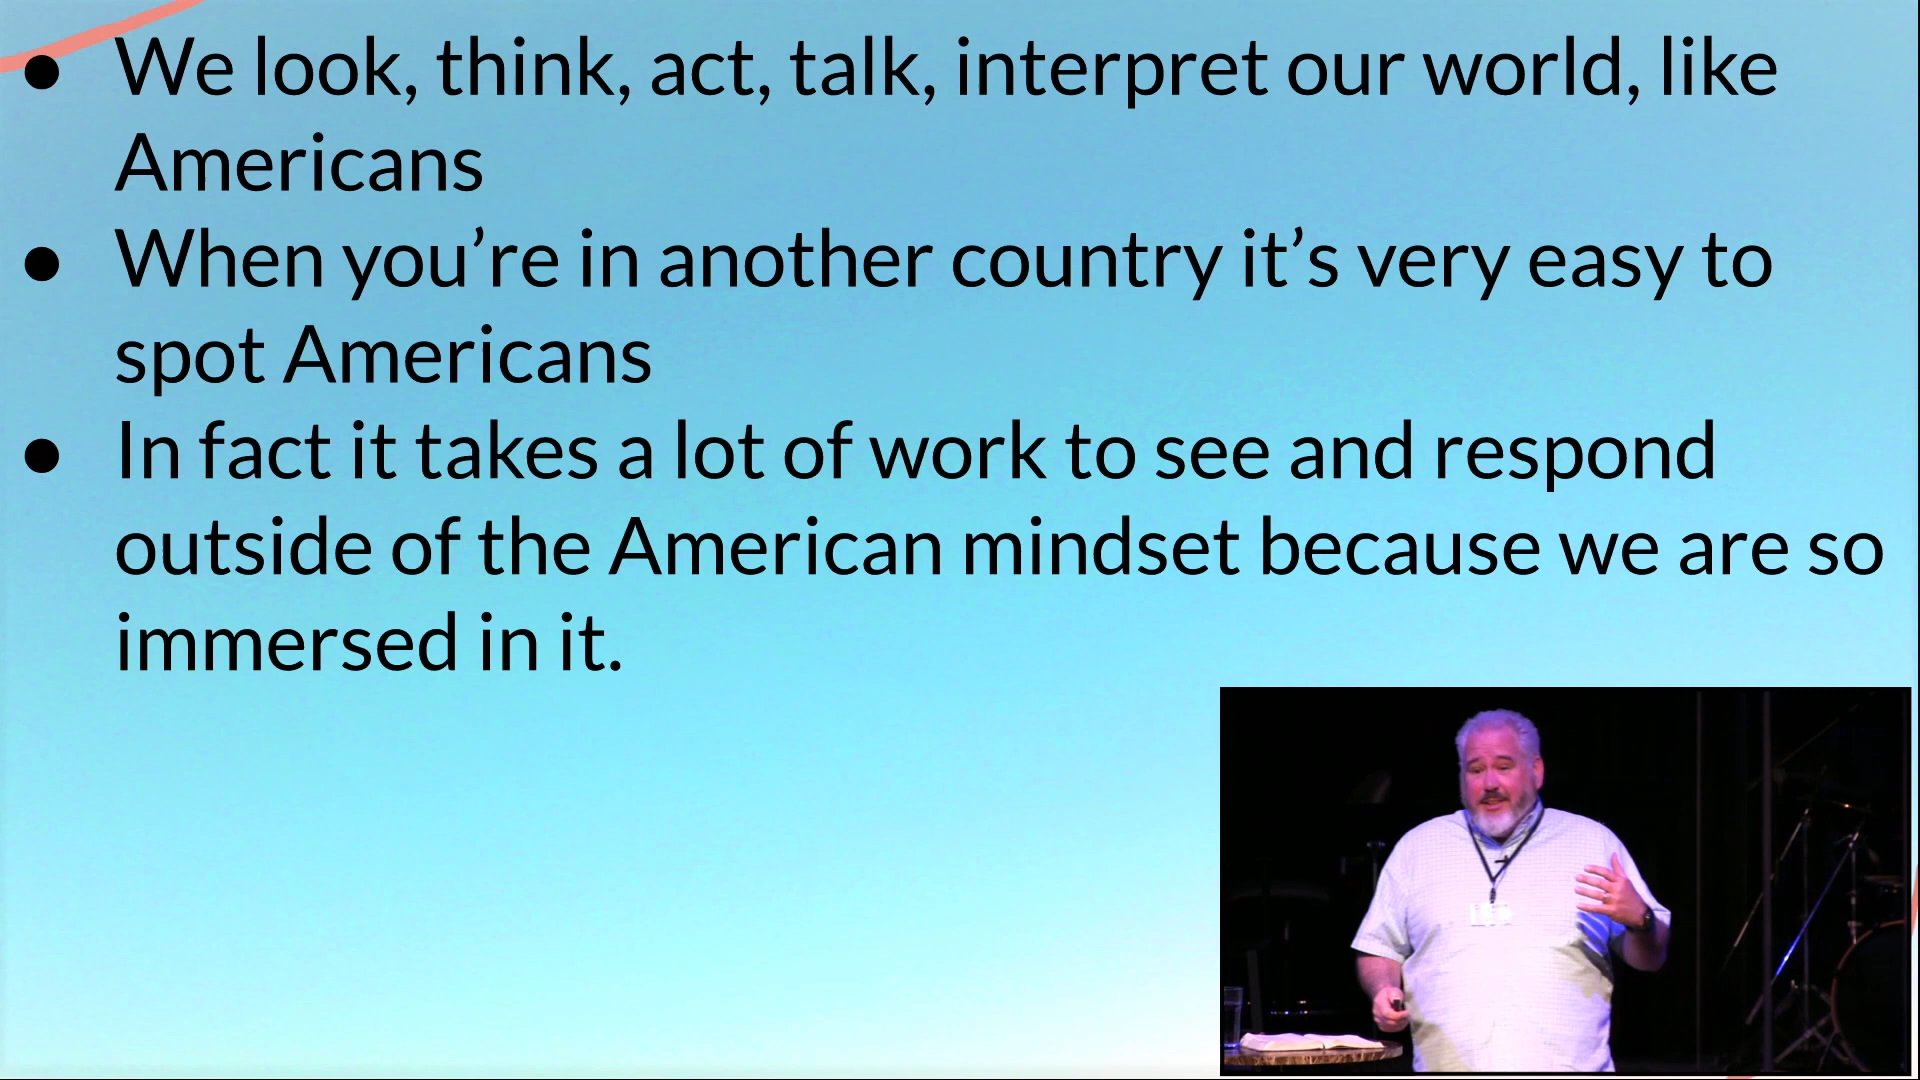 ● We look, think, act, talk, interpret our world, like
Americans
● When you’re in another country it’s very easy to
spot Americans
● In fact it takes a lot of work to see and respond
outside of the American mindset because we are so
immersed in it.